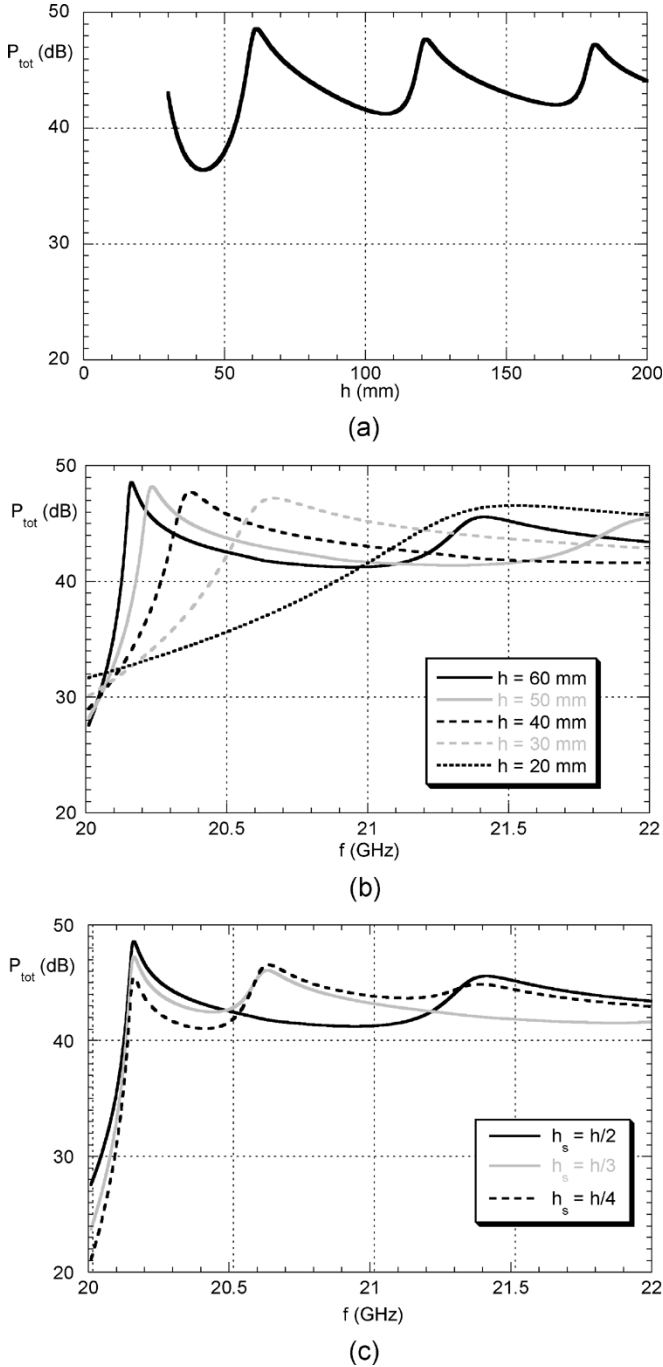 50
P_tot (dB)
40
30
20
0
50
100
150
200
h (mm)
(a)
50
P_tot (dB)
40
30
20
h = 60 mm
h = 50 mm
h = 40 mm
h = 30 mm
h = 20 mm
20
20.5
21
21.5
22
f (GHz)
(b)
50
P_tot (dB)
40
30
20
h_s = h/2
h_s = h/3
h_s = h/4
20
20.5
21
21.5
22
f (GHz)
(c)